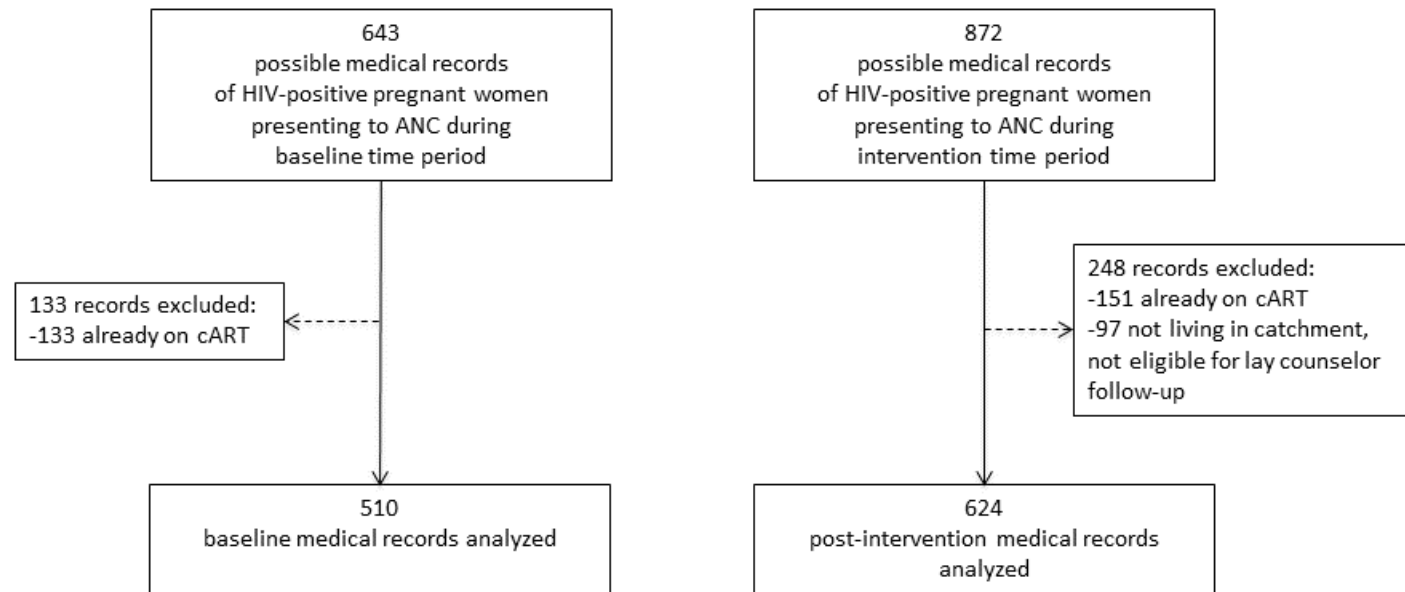 643
possible medical records
of HIV-positive pregnant women
presenting to ANC during
baseline time period
872
possible medical records
of HIV-positive pregnant women
presenting to ANC during
intervention time period
133 records excluded:
-133 already on cART
248 records excluded:
-151 already on cART
-97 not living in catchment,
not eligible for lay counselor
follow-up
510
baseline medical records analyzed
624
post-intervention medical records
analyzed